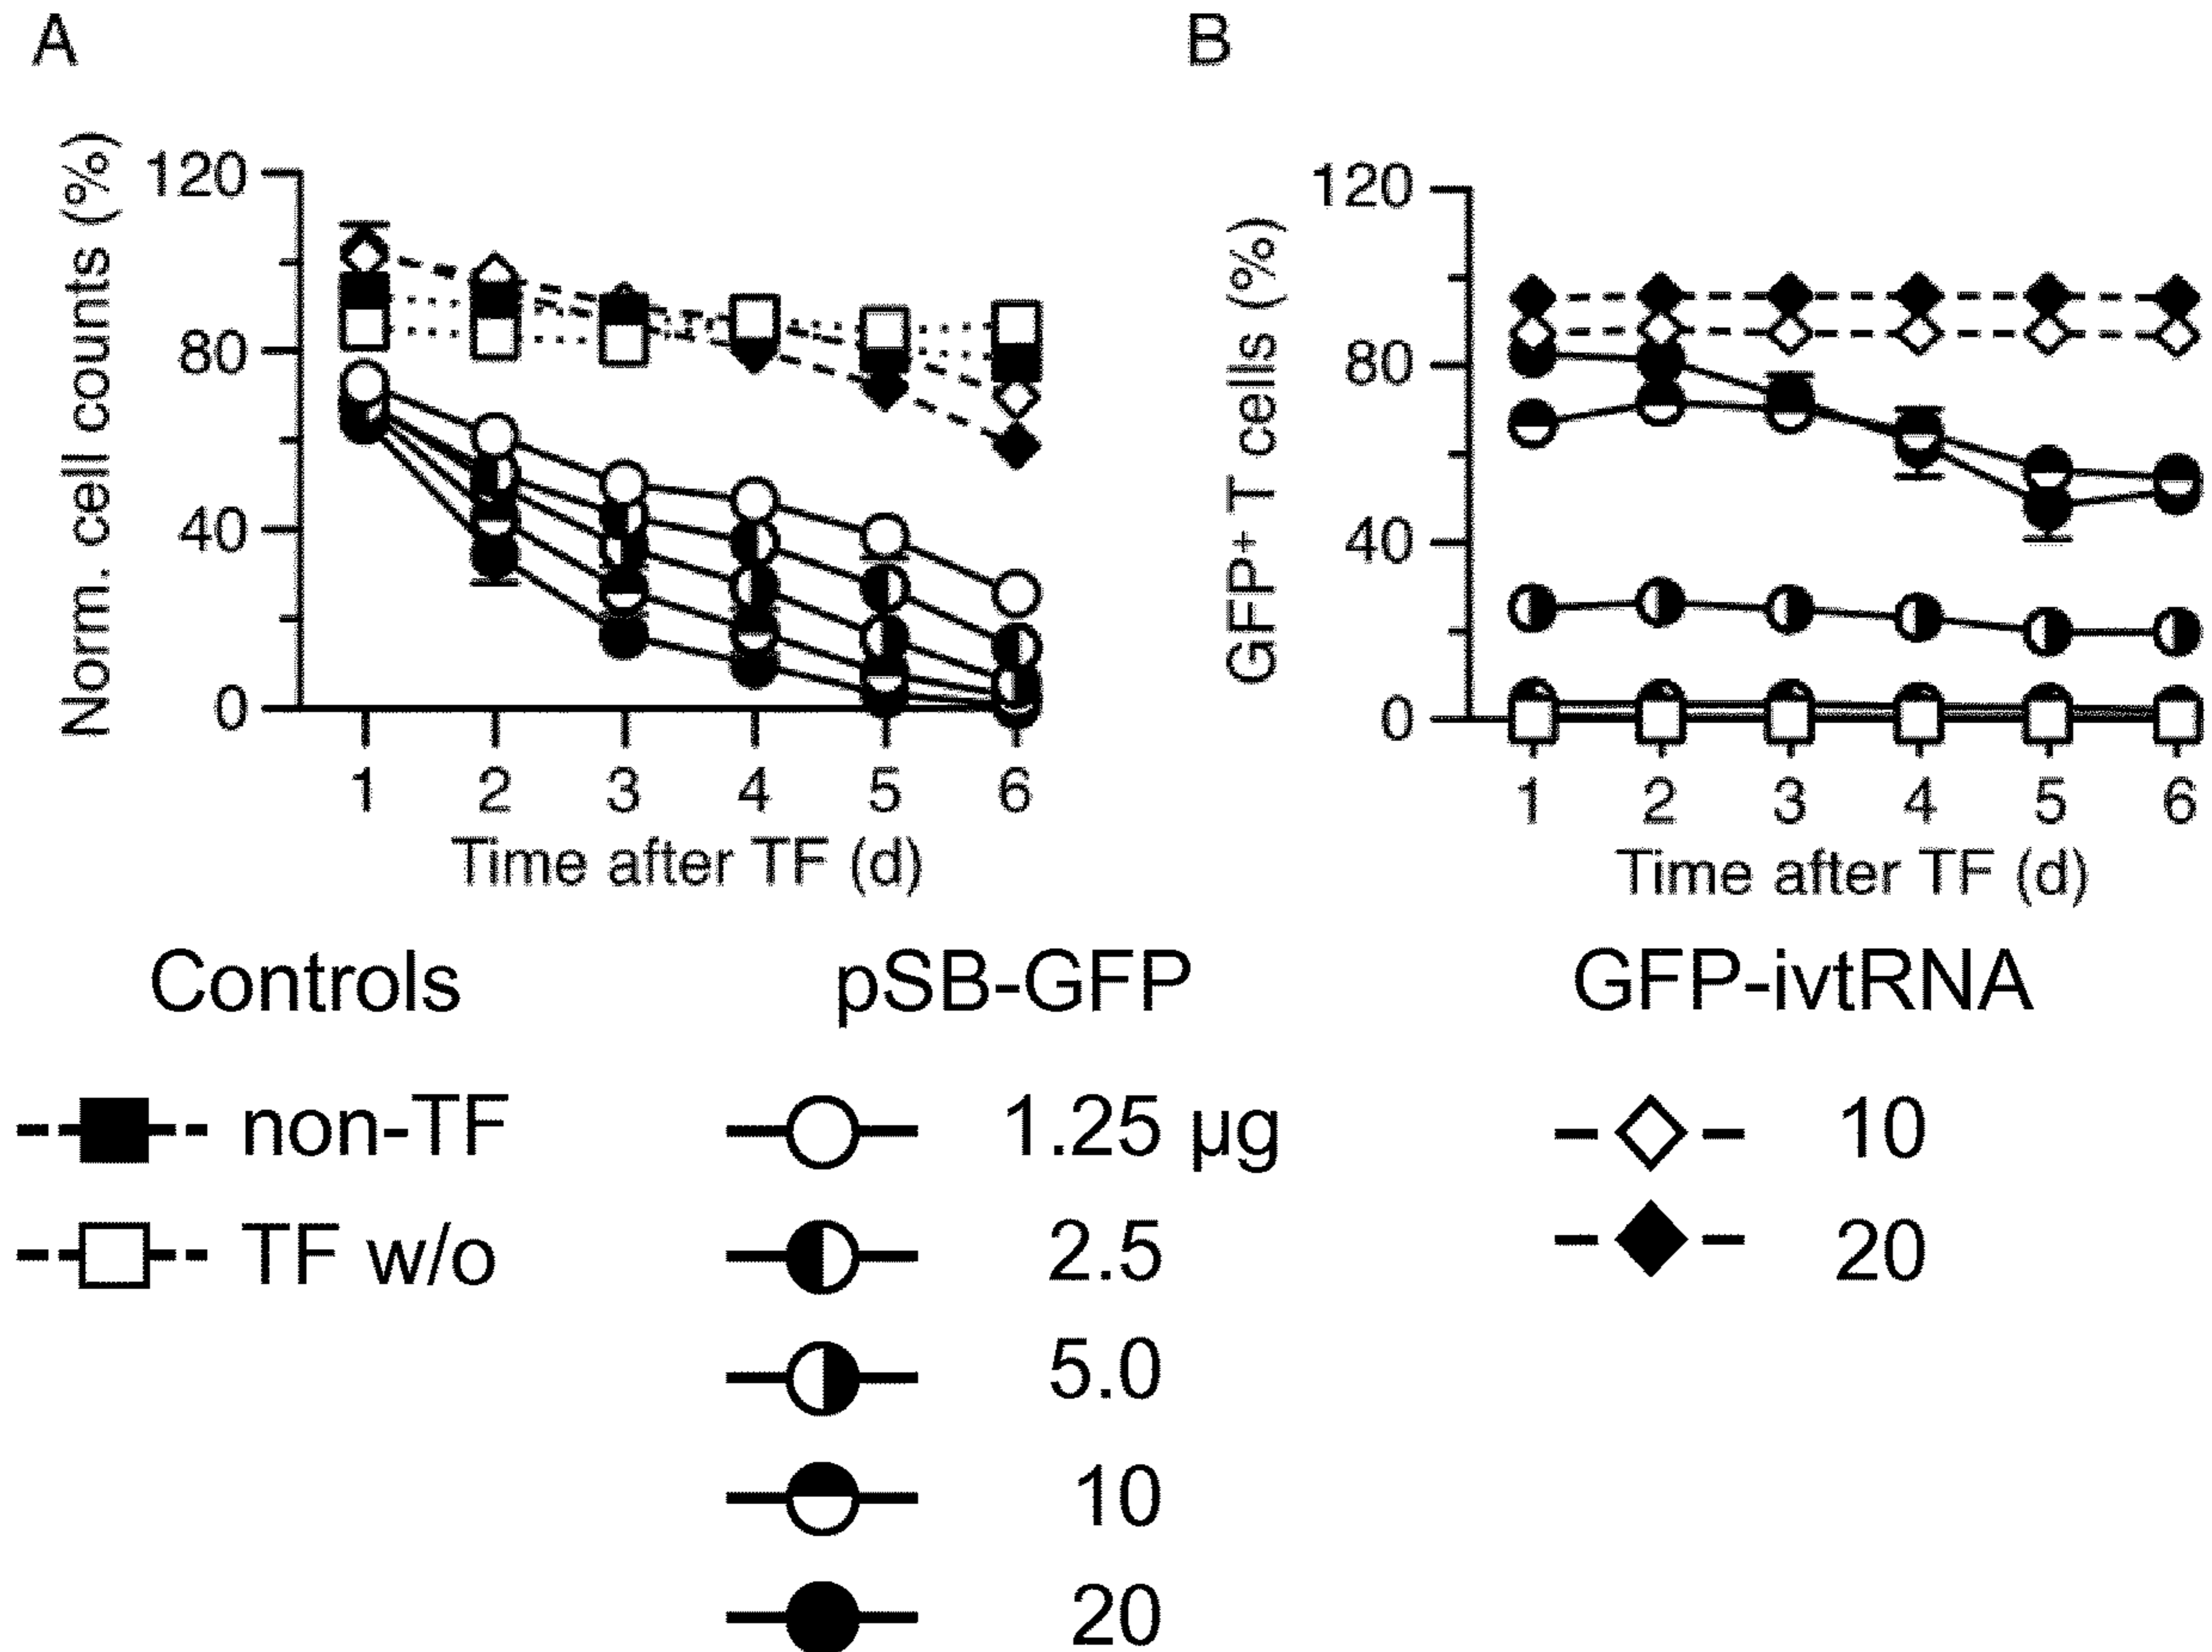 A
Norm. cell counts (%)
120
80
40
0
1 2 3 4 5 6
Time after TF (d)
B
GFP+ T cells (%)
120
80
40
0
1 2 3 4 5 6
Time after TF (d)
Controls
non-TF
TF w/o
pSB-GFP
1.25 µg
2.5
5.0
10
20
GFP-ivtRNA
10
20